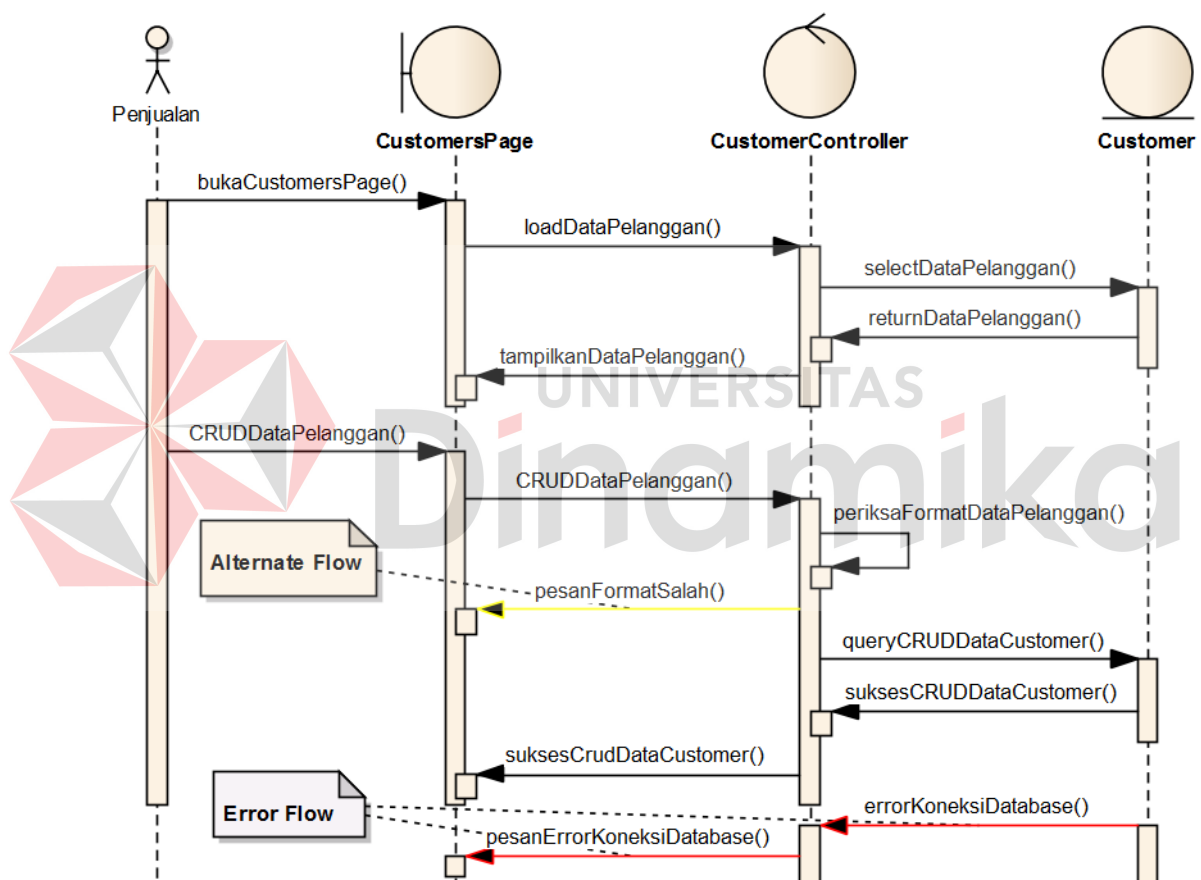 Penjualan
CustomersPage
CustomerController
Customer
bukaCustomersPage()
loadDataPelanggan()
selectDataPelanggan()
returnDataPelanggan()
tampilkanDataPelanggan()
UNIVERSITAS
Dinamika
CRUDDataPelanggan()
CRUDDataPelanggan()
periksaFormatDataPelanggan()
Alternate Flow
pesanFormatSalah()
queryCRUDDataCustomer()
suksesCRUDDataCustomer()
suksesCrudDataCustomer()
Error Flow
errorKoneksiDatabase()
pesanErrorKoneksiDatabase()